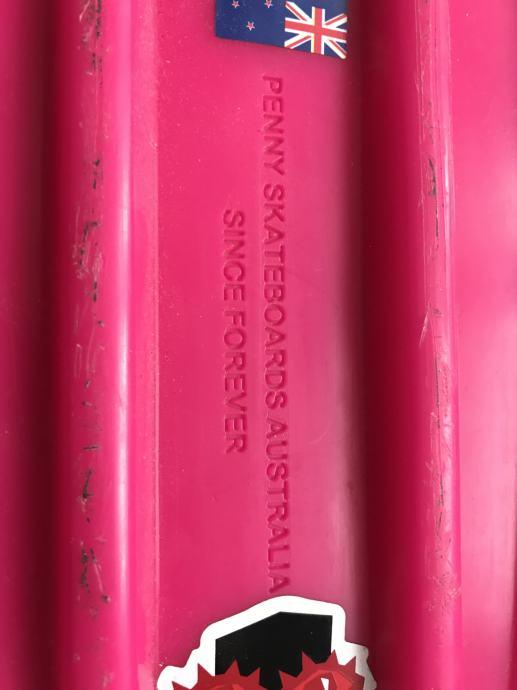 PENNY SKATEBOARDS AUSTRALIA
SINCE FOREVER